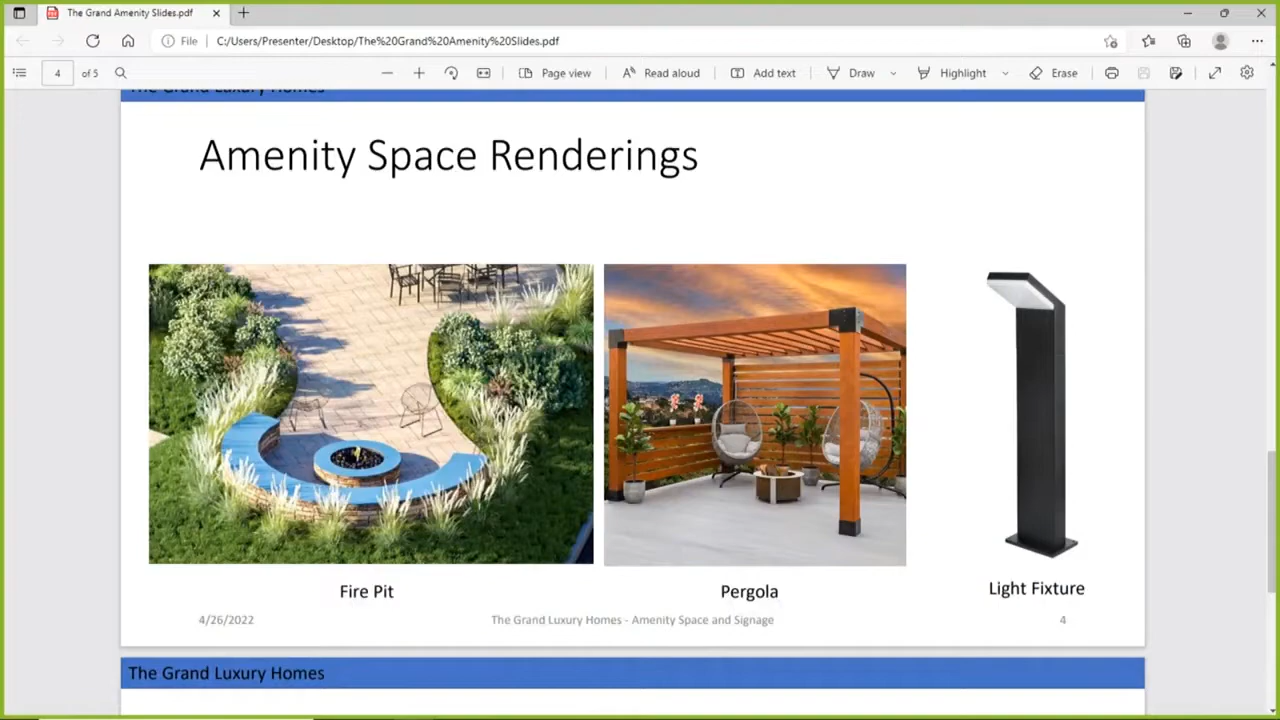 The Grand Amenity Slides.pdf
File C:/Users/Presenter/Desktop/The%20Grand%20Amenity%20Slides.pdf
4 of 5 Page view Read aloud Add text Draw Highlight Erase
The Grand Luxury Homes
Amenity Space Renderings
Fire Pit Pergola Light Fixture
4/26/2022 The Grand Luxury Homes - Amenity Space and Signage 4
The Grand Luxury Homes